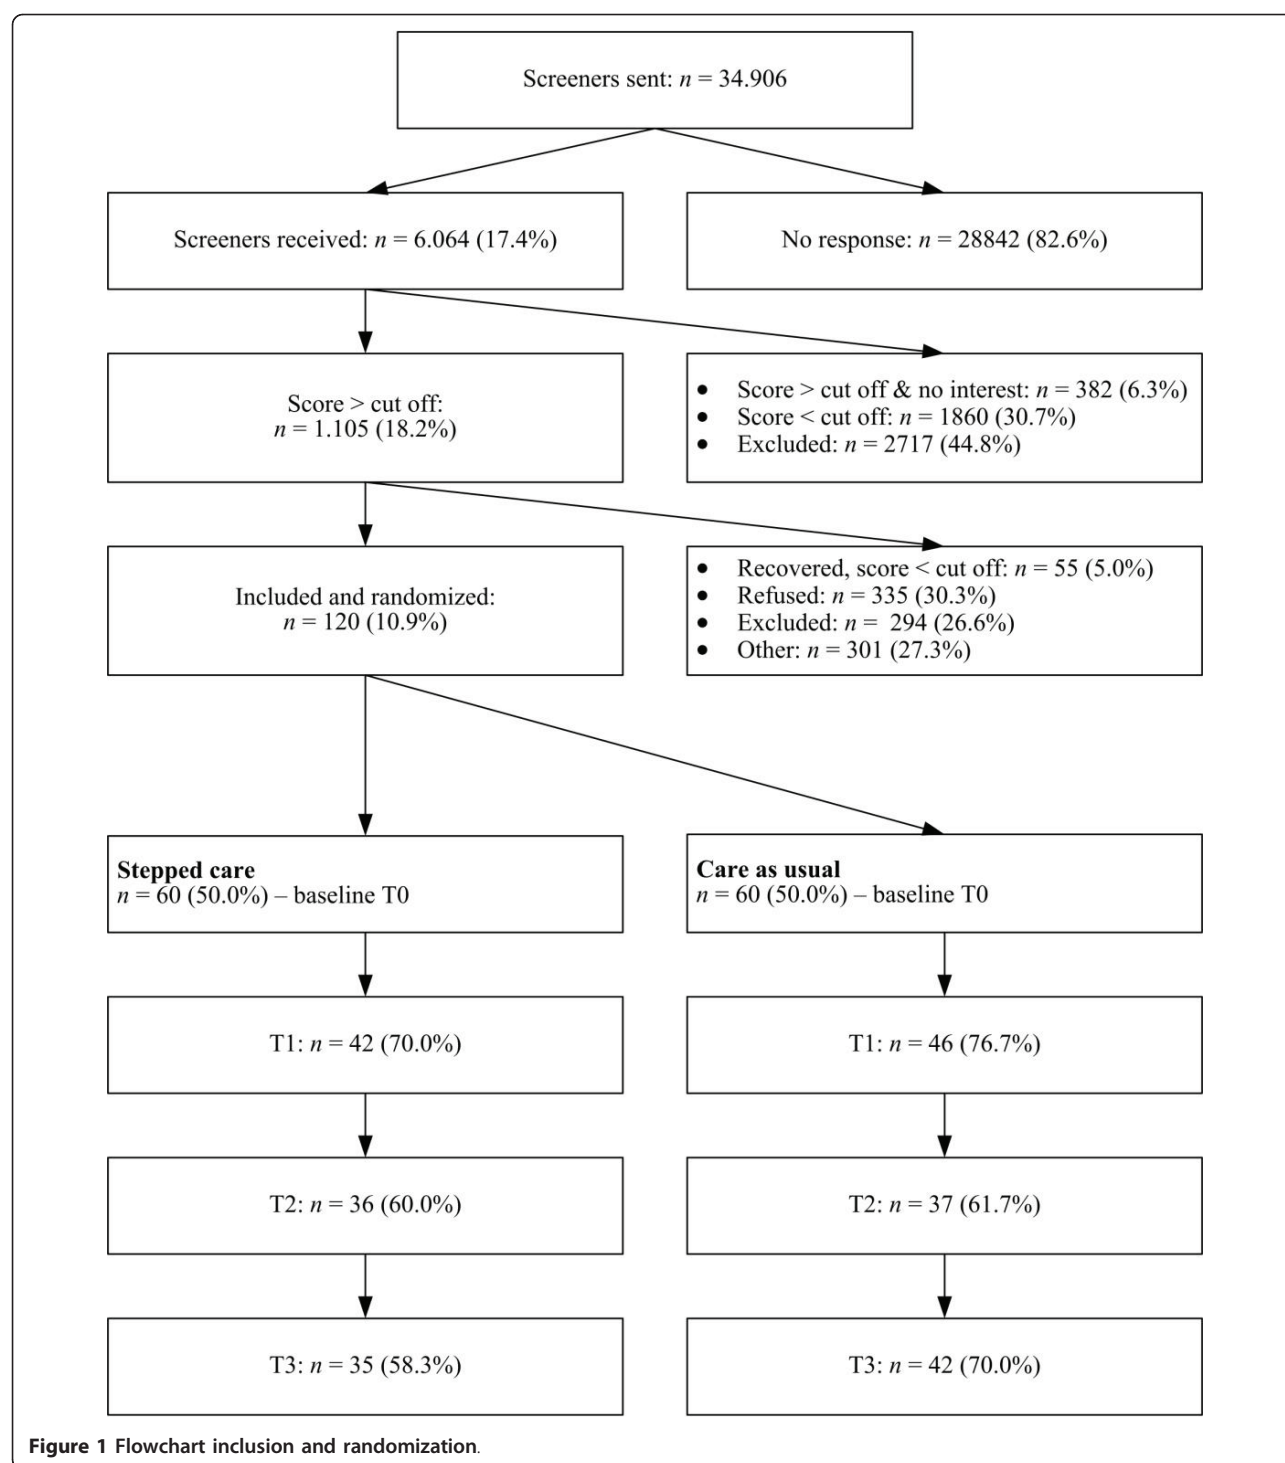 Screeners sent: n = 34.906
Screeners received: n = 6.064 (17.4%)
No response: n = 28842 (82.6%)
Score > cut off:
n = 1.105 (18.2%)
• Score > cut off & no interest: n = 382 (6.3%)
• Score < cut off: n = 1860 (30.7%)
• Excluded: n = 2717 (44.8%)
Included and randomized:
n = 120 (10.9%)
• Recovered, score < cut off: n = 55 (5.0%)
• Refused: n = 335 (30.3%)
• Excluded: n = 294 (26.6%)
• Other: n = 301 (27.3%)
Stepped care
n = 60 (50.0%) – baseline T0
Care as usual
n = 60 (50.0%) – baseline T0
T1: n = 42 (70.0%)
T1: n = 46 (76.7%)
T2: n = 36 (60.0%)
T2: n = 37 (61.7%)
T3: n = 35 (58.3%)
T3: n = 42 (70.0%)
Figure 1 Flowchart inclusion and randomization.